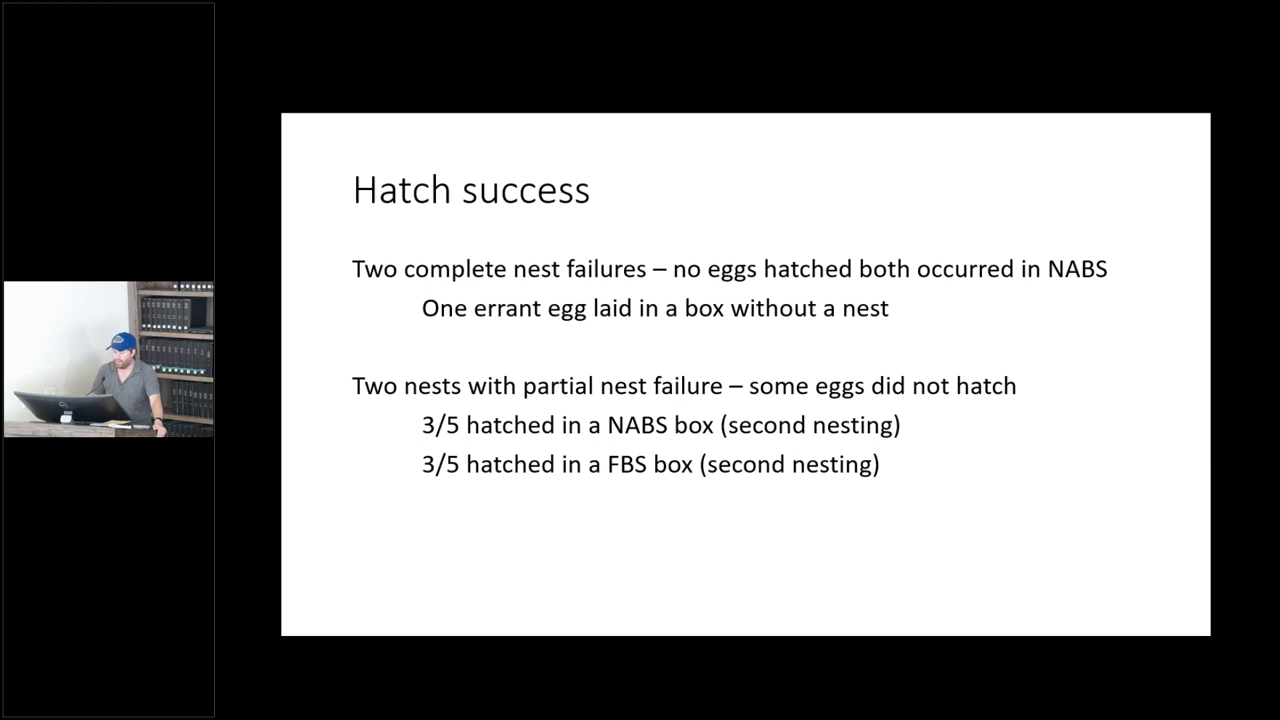 Hatch success
Two complete nest failures – no eggs hatched both occurred in NABS
One errant egg laid in a box without a nest
Two nests with partial nest failure – some eggs did not hatch
3/5 hatched in a NABS box (second nesting)
3/5 hatched in a FBS box (second nesting)